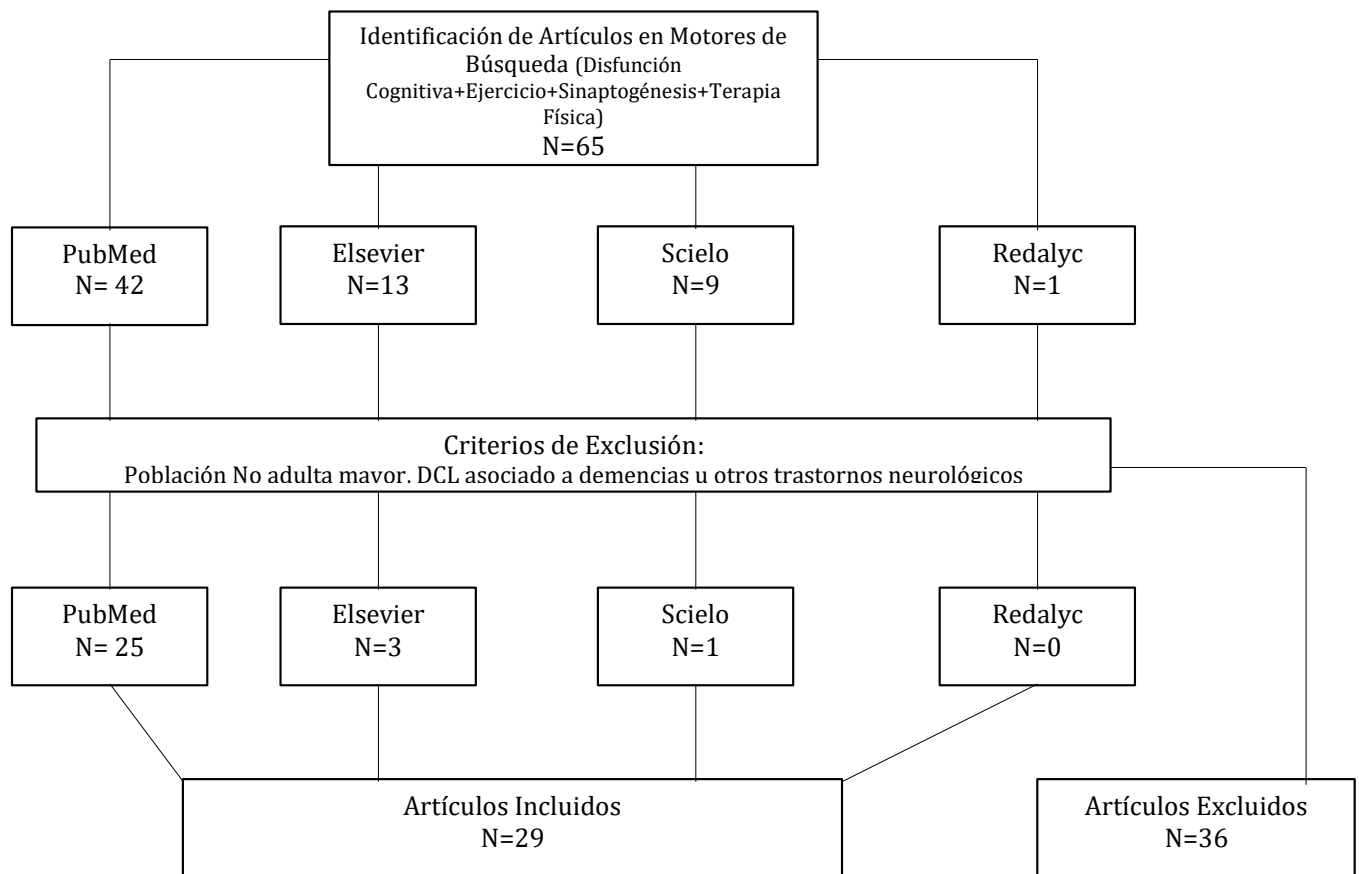 Identificación de Artículos en Motores de
Búsqueda (Disfunción
Cognitiva+Ejercicio+Sinaptogénesis+Terapia
Física)
N=65
PubMed
N= 42
Elsevier
N=13
Scielo
N=9
Redalyc
N=1
Criterios de Exclusión:
Población No adulta mayor. DCL asociado a demencias u otros trastornos neurológicos
PubMed
N= 25
Elsevier
N=3
Scielo
N=1
Redalyc
N=0
Artículos Incluidos
N=29
Artículos Excluidos
N=36